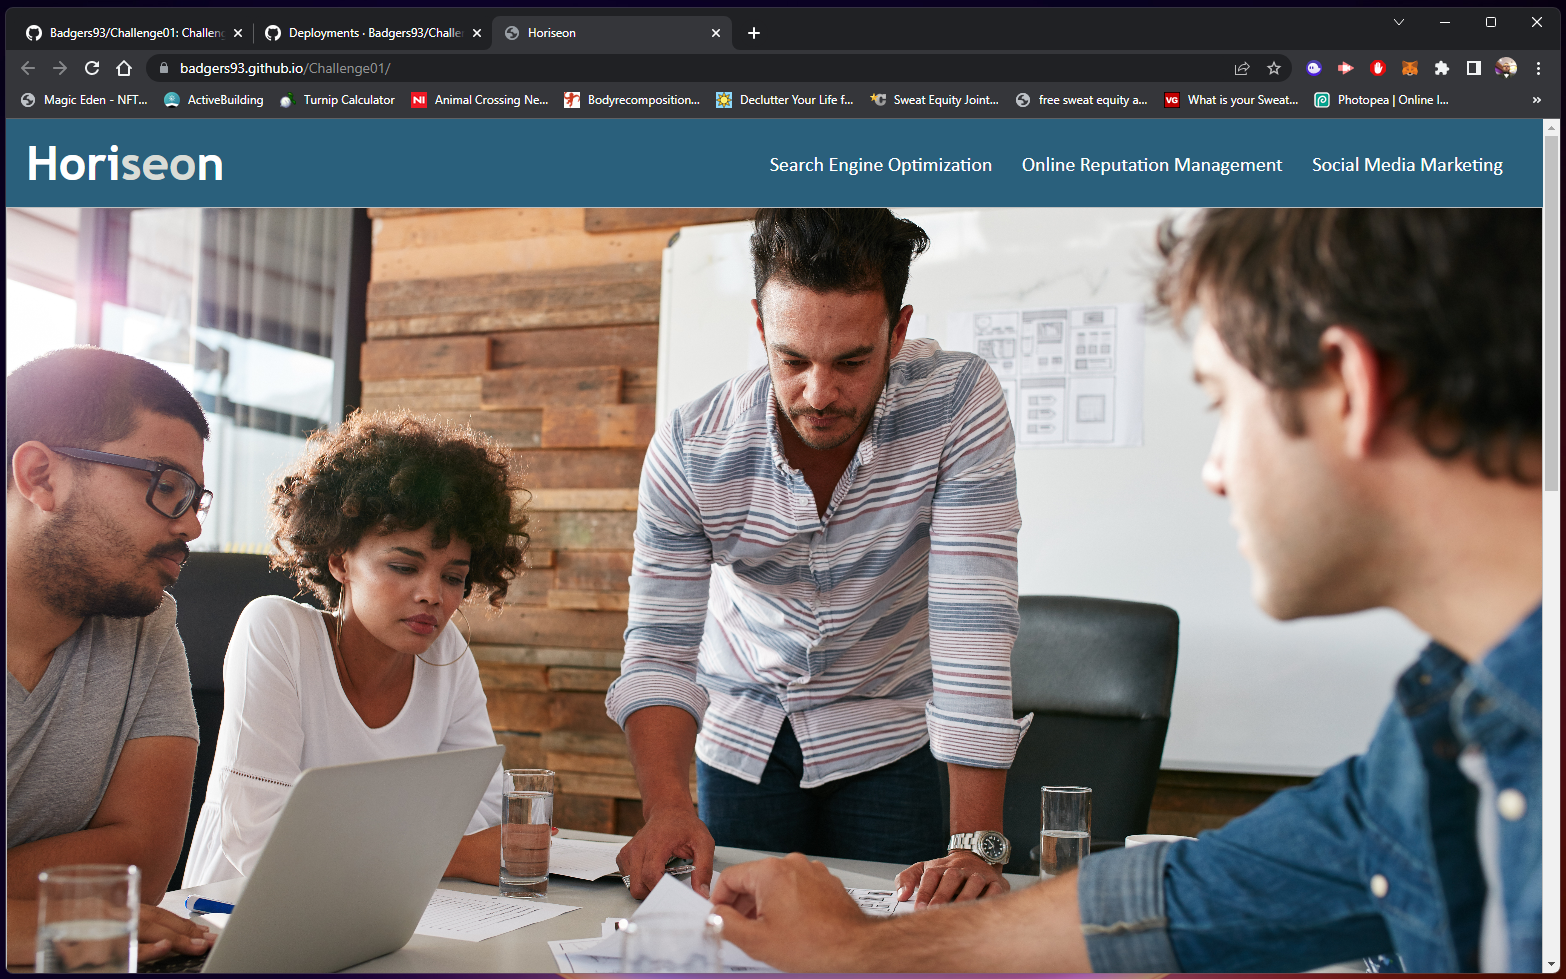 Badgers93/Challenge01: Challen
Deployments · Badgers93/Challe
Horiseon
badgers93.github.io/Challenge01/
Magic Eden - NFT...
ActiveBuilding
Turnip Calculator
NI
Animal Crossing Ne...
Bodyrecomposition...
Declutter Your Life f...
Sweat Equity Joint...
free sweat equity a...
VG
What is your Sweat...
Photopea | Online I...
»
Horiseon
Search Engine Optimization
Online Reputation Management
Social Media Marketing